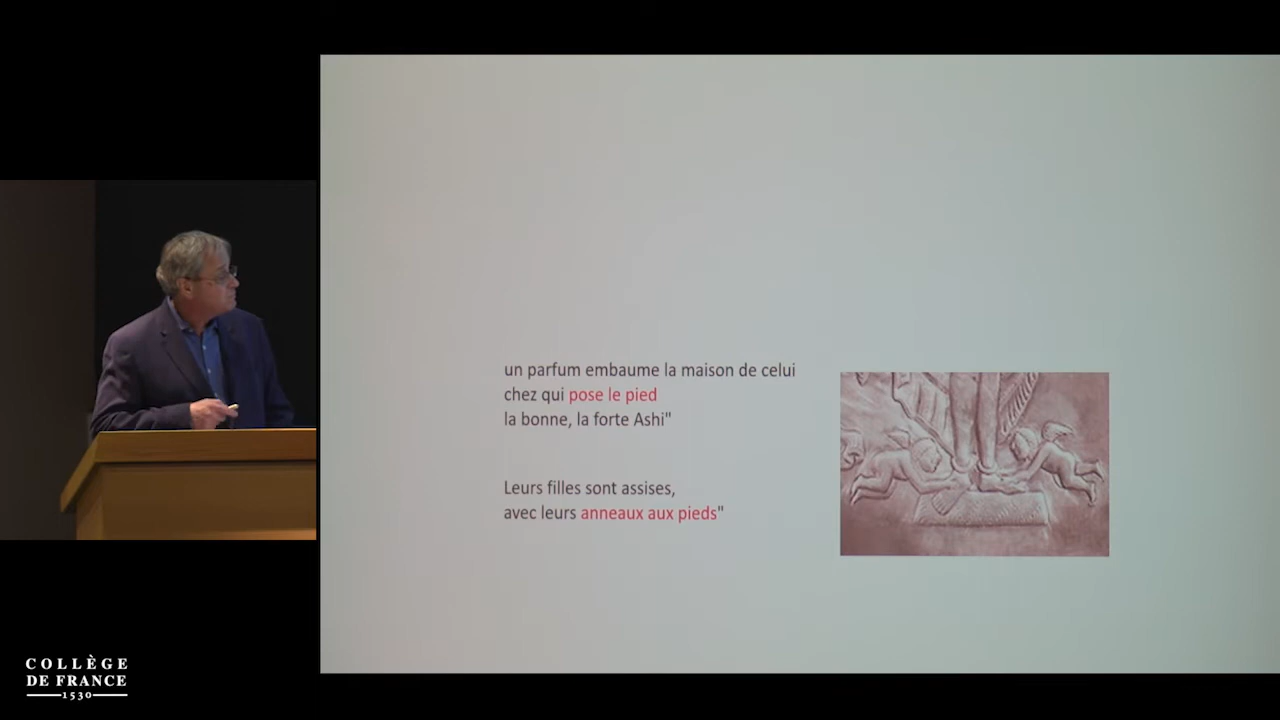 un parfum embaume la maison de celui
chez qui pose le pied
la bonne, la forte Ashi"
Leurs filles sont assises,
avec leurs anneaux aux pieds"
COLLÈGE
DE FRANCE
1530